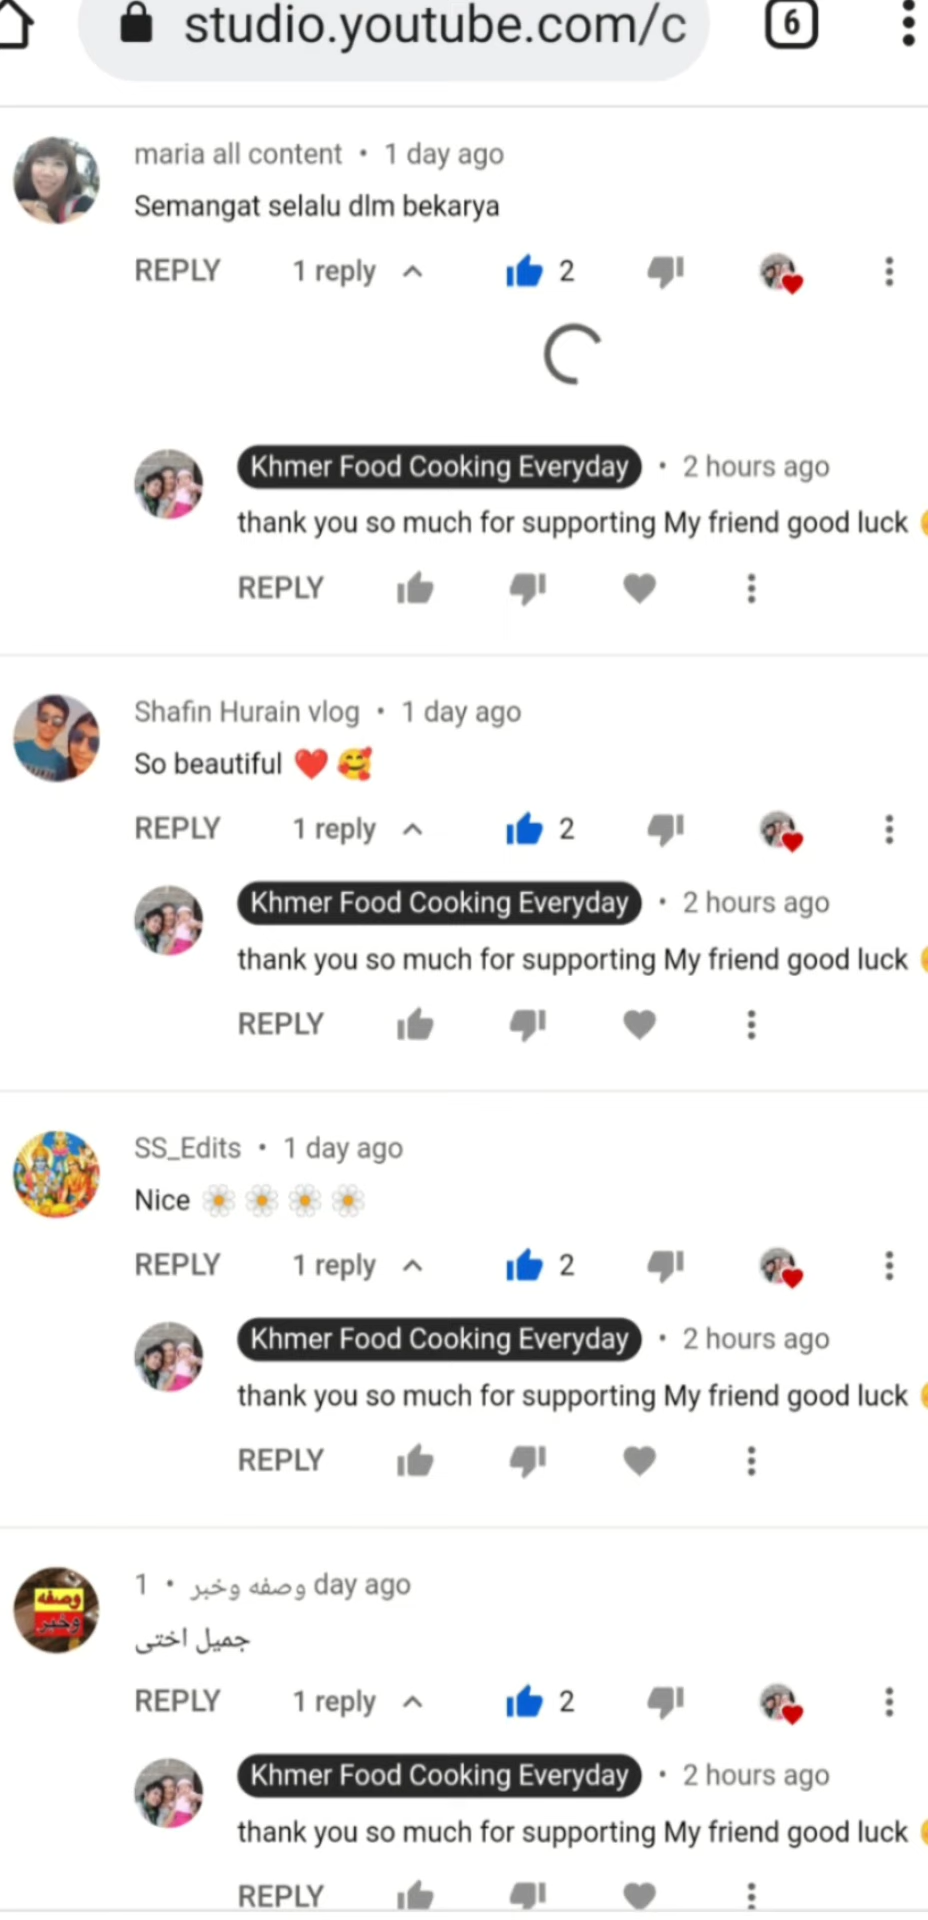 studio.youtube.com/c
6
maria all content • 1 day ago
Semangat selalu dlm bekarya
REPLY 1 reply 2
Khmer Food Cooking Everyday • 2 hours ago
thank you so much for supporting My friend good luck
REPLY
Shafin Hurain vlog • 1 day ago
So beautiful ❤️ 🥰
REPLY 1 reply 2
Khmer Food Cooking Everyday • 2 hours ago
thank you so much for supporting My friend good luck
REPLY
SS_Edits • 1 day ago
Nice 🌼 🌼 🌼 🌼
REPLY 1 reply 2
Khmer Food Cooking Everyday • 2 hours ago
thank you so much for supporting My friend good luck
REPLY
وصفه
وخبر
وصفه وخبر • 1 day ago
جميل اختى
REPLY 1 reply 2
Khmer Food Cooking Everyday • 2 hours ago
thank you so much for supporting My friend good luck
REPLY